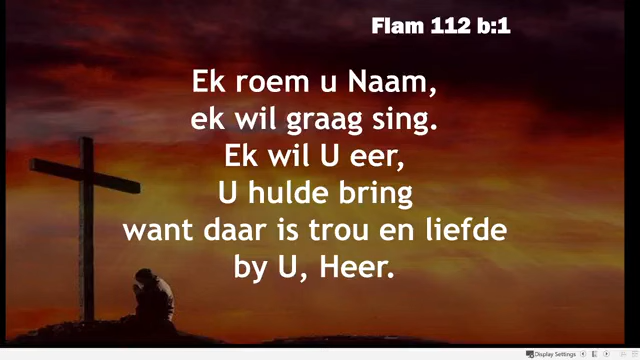 Flam 112 b:1
Ek roem u Naam,
ek wil graag sing.
Ek wil U eer,
U hulde bring
want daar is trou en liefde
by U, Heer.
Display Settings